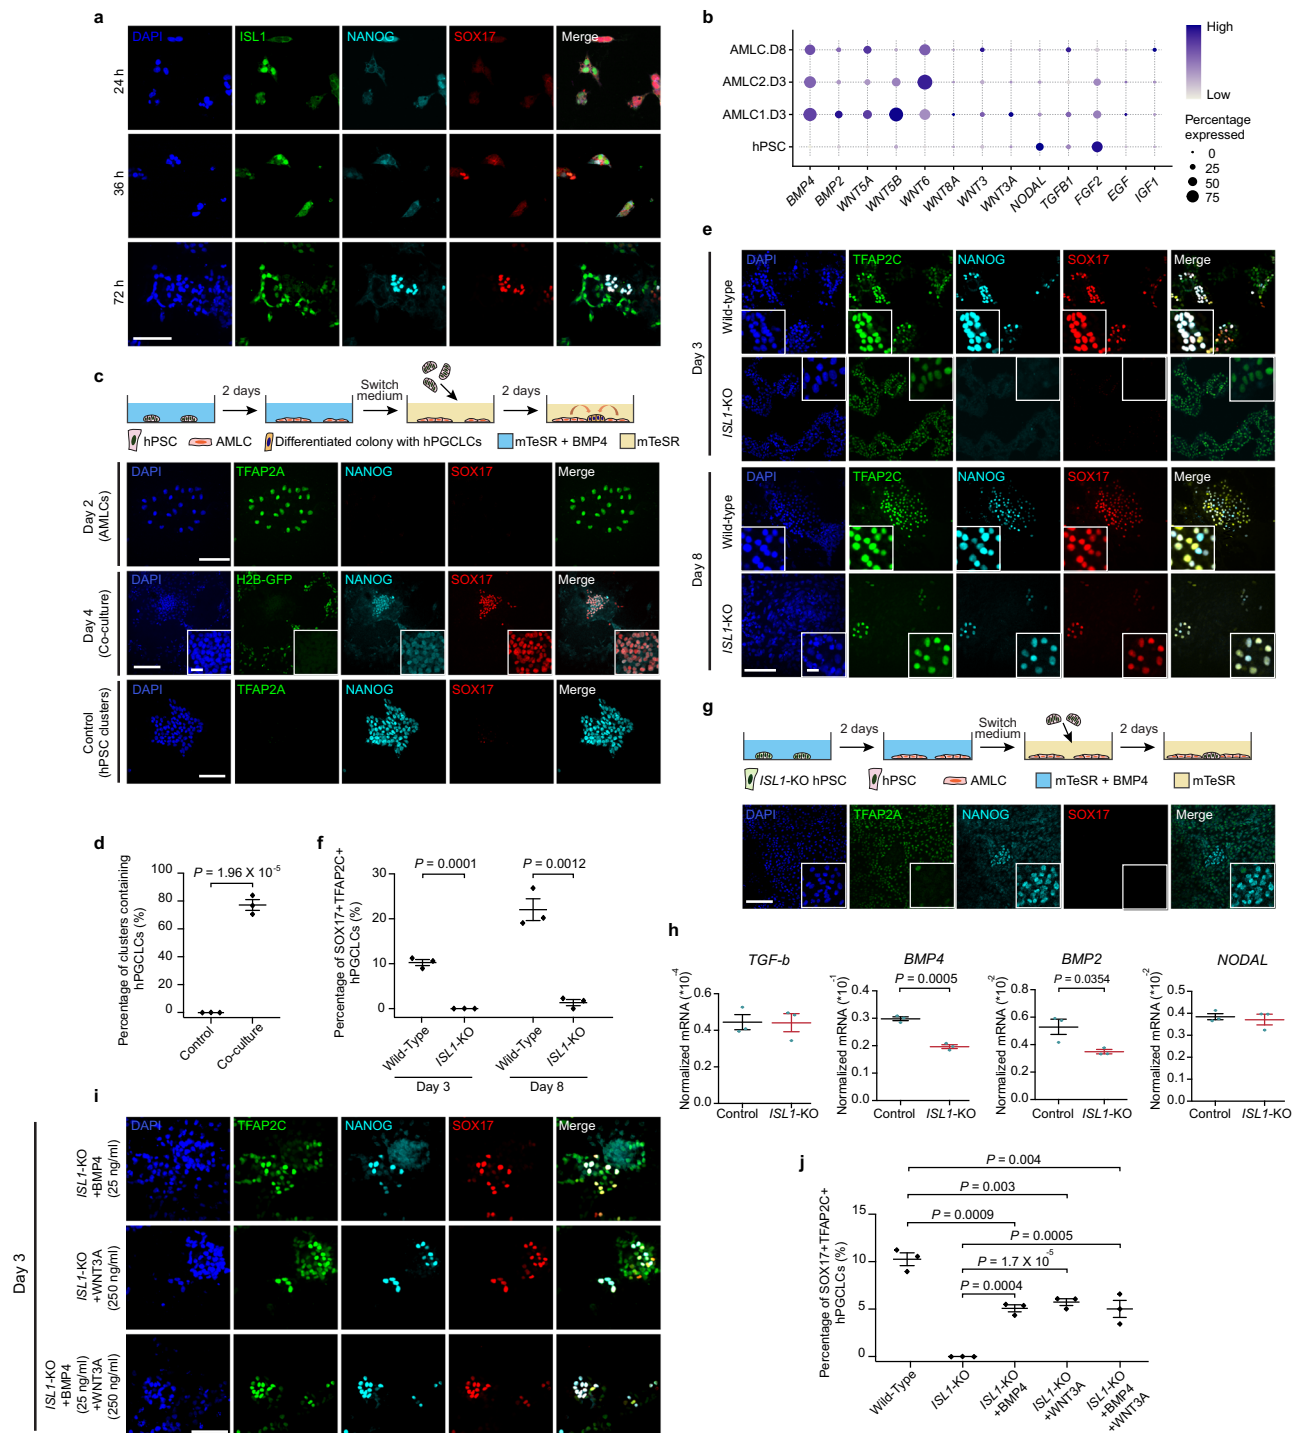 a
DAPI ISL1 NANOG SOX17 Merge
24 h
36 h
72 h
b
AMLC.D8
AMLC2.D3
AMLC1.D3
hPSC
BMP4 BMP2 WNT5A WNT5B WNT6 WNT8A WNT3 WNT3A NODAL TGFB1 FGF2 EGF IGF1
High
Low
Percentage
expressed
0
25
50
75
c
2 days
Switch
medium
2 days
hPSC AMLC Differentiated colony with hPGCLCs mTeSR + BMP4 mTeSR
DAPI TFAP2A NANOG SOX17 Merge
Day 2
(AMLCs)
DAPI H2B-GFP NANOG SOX17 Merge
Day 4
(Co-culture)
DAPI TFAP2A NANOG SOX17 Merge
Control
(hPSC clusters)
d
Percentage of clusters containing
hPGCLCs (%)
100
80
60
40
20
0
P = 1.96 X 10-5
Control
Co-culture
e
Day 3
Wild-type
DAPI TFAP2C NANOG SOX17 Merge
ISL1-KO
Day 8
Wild-type
DAPI TFAP2C NANOG SOX17 Merge
ISL1-KO
f
Percentage of SOX17+TFAP2C+
hPGCLCs (%)
30
20
10
0
P = 0.0001
P = 0.0012
Wild-Type ISL1-KO Wild-Type ISL1-KO
Day 3 Day 8
g
2 days
Switch
medium
2 days
ISL1-KO hPSC hPSC AMLC mTeSR + BMP4 mTeSR
DAPI TFAP2A NANOG SOX17 Merge
h
TGF-b
Normalized mRNA (*10-4)
0.6
0.4
0.2
0.0
Control ISL1-KO
BMP4
Normalized mRNA (*10-1)
0.4
0.3
0.2
0.1
0
P = 0.0005
Control ISL1-KO
BMP2
Normalized mRNA (*10-2)
0.8
0.6
0.4
0.2
0
P = 0.0354
Control ISL1-KO
NODAL
Normalized mRNA (*10-2)
0.5
0.4
0.3
0.2
0.1
0
Control ISL1-KO
i
Day 3
DAPI TFAP2C NANOG SOX17 Merge
ISL1-KO
+BMP4
(25 ng/ml)
ISL1-KO
+WNT3A
(250 ng/ml)
ISL1-KO
+BMP4
(25 ng/ml)
+WNT3A
(250 ng/ml)
j
Percentage of SOX17+TFAP2C+
hPGCLCs (%)
15
10
5
0
P = 0.004
P = 0.003
P = 0.0009
P = 0.0005
P = 1.7 X 10-5
P = 0.0004
Wild-Type
ISL1-KO
ISL1-KO
+BMP4
ISL1-KO
+WNT3A
ISL1-KO
+BMP4
+WNT3A